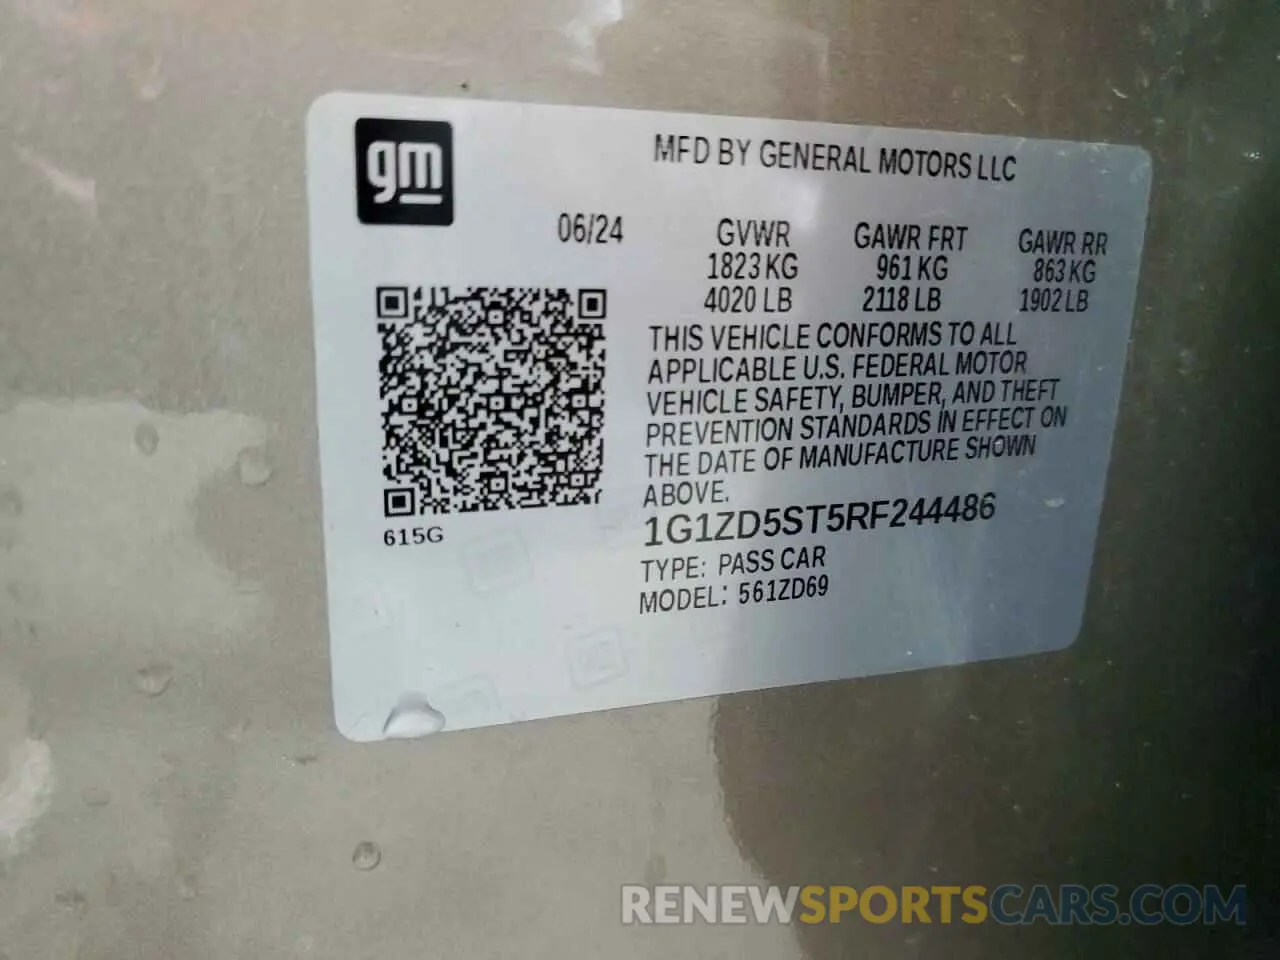 gm
MFD BY GENERAL MOTORS LLC
06/24
GVWR GAWR FRT GAWR RR
1823 KG 961 KG 863 KG
4020 LB 2118 LB 1902 LB
THIS VEHICLE CONFORMS TO ALL
APPLICABLE U.S. FEDERAL MOTOR
VEHICLE SAFETY, BUMPER, AND THEFT
PREVENTION STANDARDS IN EFFECT ON
THE DATE OF MANUFACTURE SHOWN
ABOVE.
1G1ZD5ST5RF244486
TYPE: PASS CAR
MODEL: 561ZD69
615G
RENEWSPORTSCARS.COM